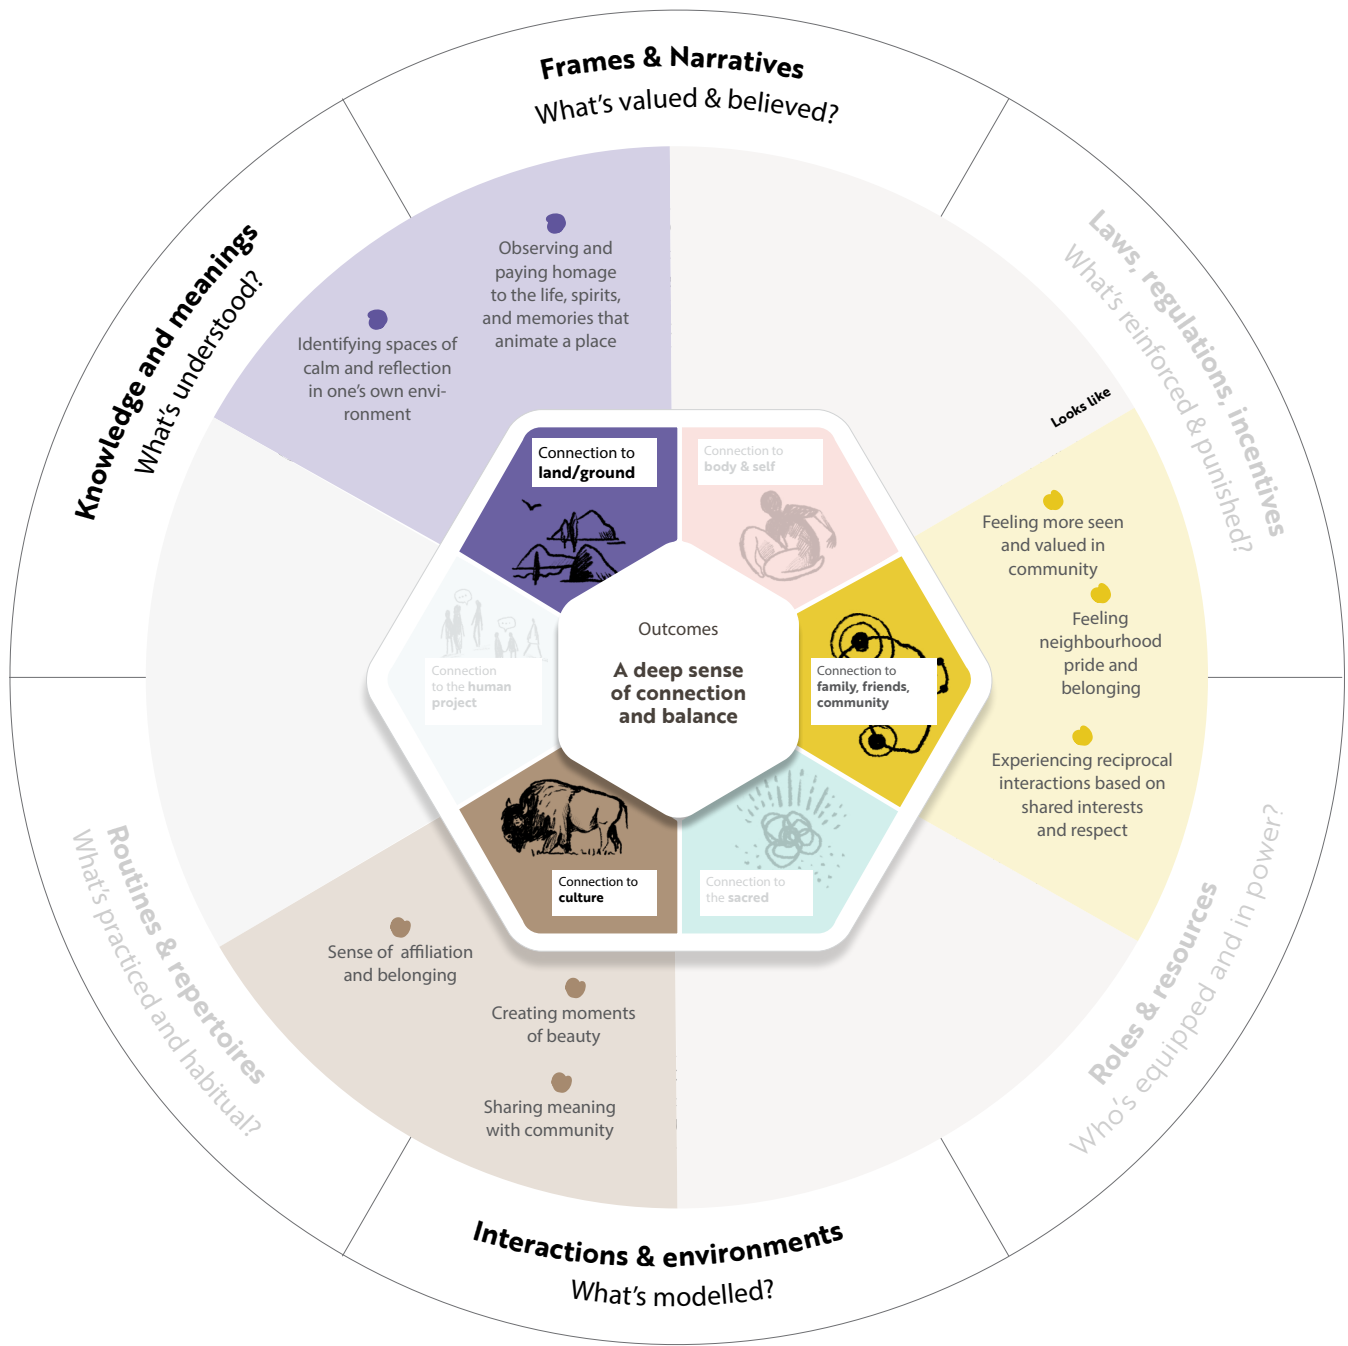 Frames & Narratives
What's valued & believed?
Knowledge and meanings
What's understood?
Laws, regulations, incentives
What's reinforced & punished?
Observing and
paying homage
to the life, spirits,
and memories that
animate a place
Identifying spaces of
calm and reflection
in one's own envi-
ronment
Looks like
Connection to
land/ground
Connection to
body & self
Feeling more seen
and valued in
community
Feeling
neighbourhood
pride and
belonging
Experiencing reciprocal
interactions based on
shared interests
and respect
Connection
to the human
project
Outcomes
A deep sense
of connection
and balance
Connection to
family, friends,
community
Connection to
culture
Connection to
the sacred
Sense of affiliation
and belonging
Creating moments
of beauty
Sharing meaning
with community
Routines & repertoires
What's practiced and habitual?
Roles & resources
Who's equipped and in power?
Interactions & environments
What's modelled?